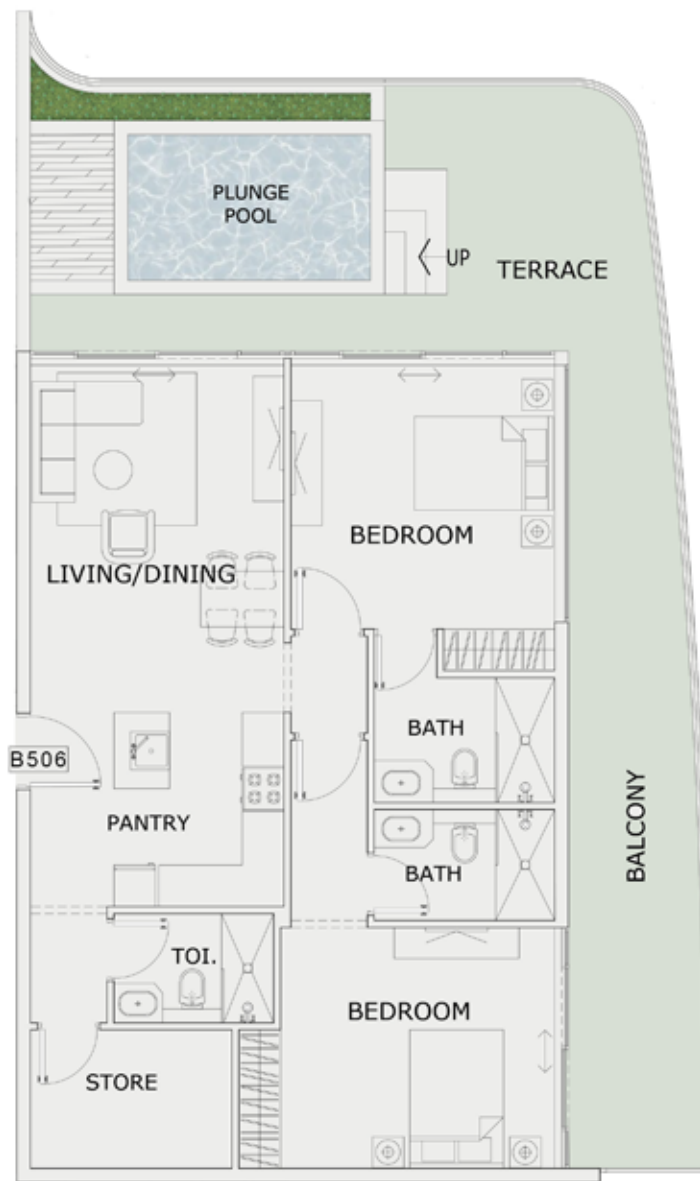 PLUNGE
POOL
UP
TERRACE
BEDROOM
LIVING/DINING
BATH
B506
BALCONY
PANTRY
BATH
TOI.
BEDROOM
STORE